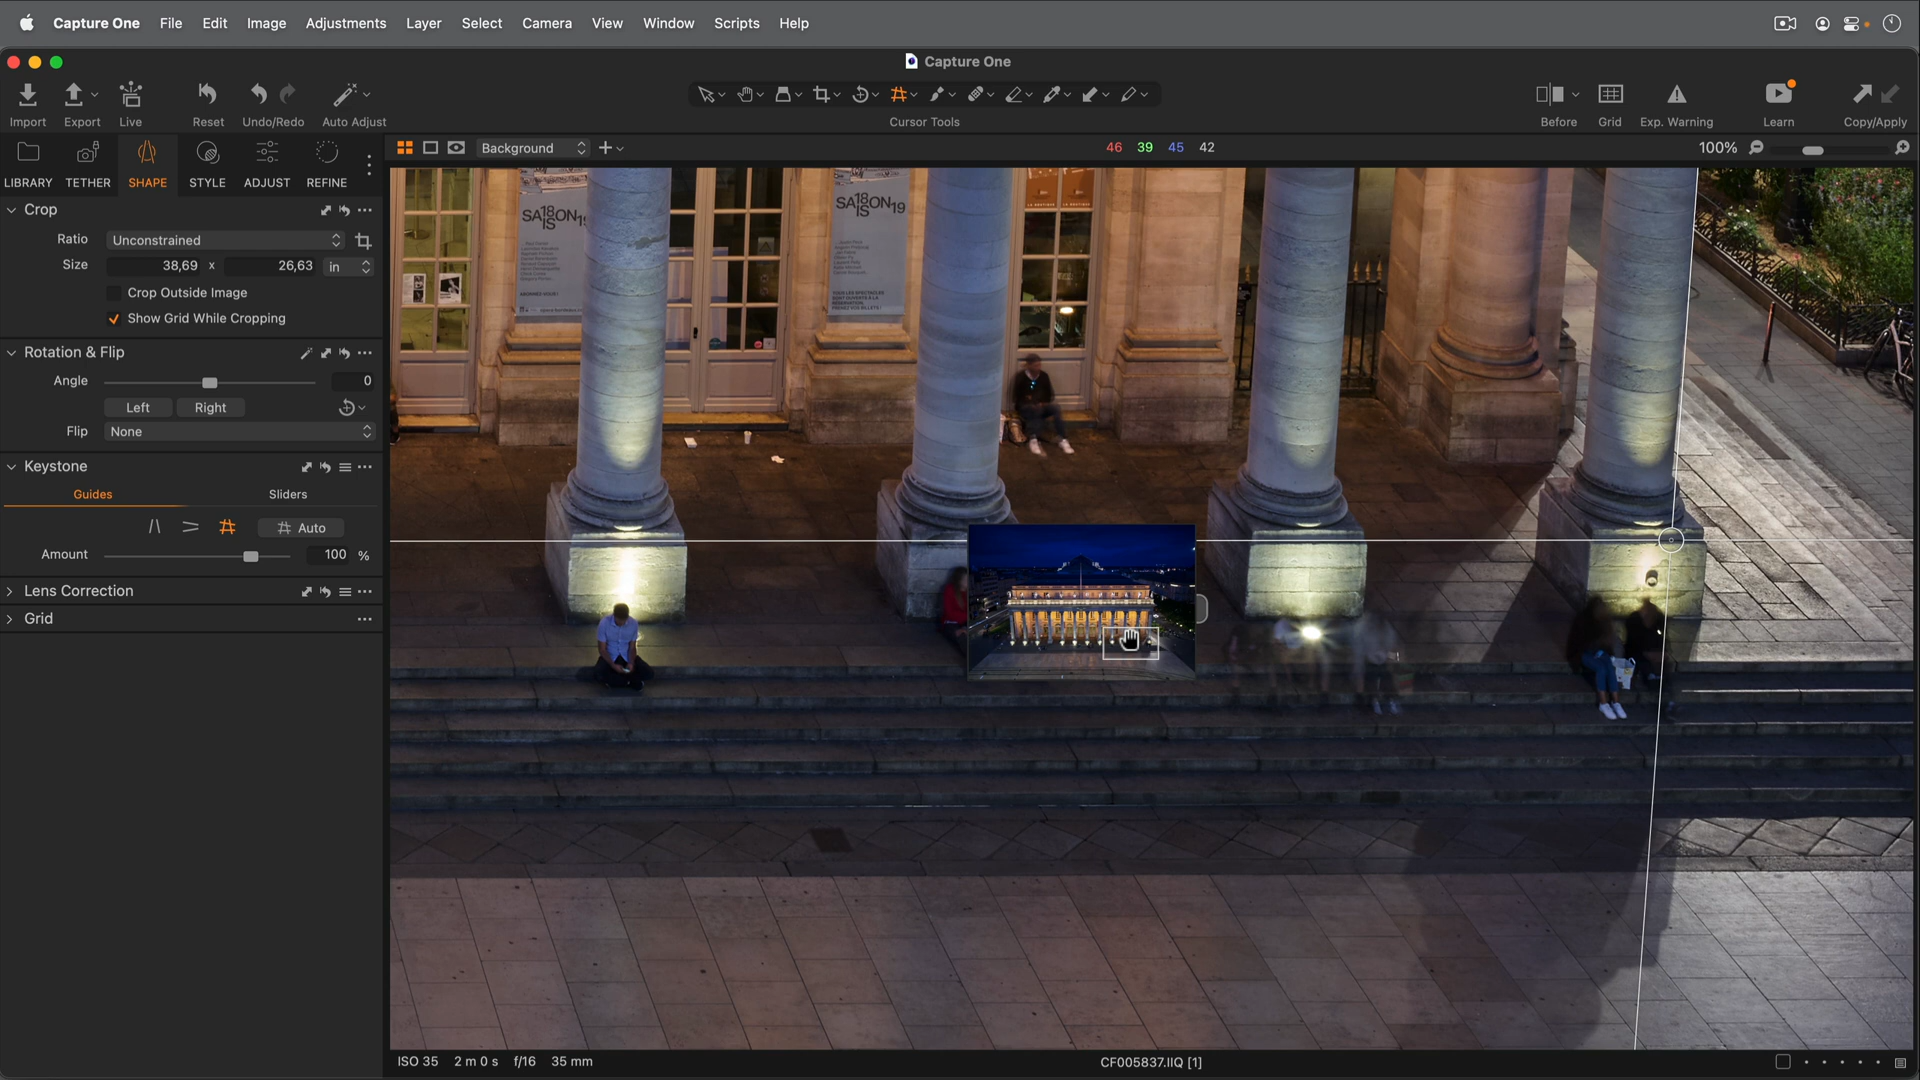 Capture One File Edit Image Adjustments Layer Select Camera View Window Scripts Help
Capture One
Import Export Live Reset Undo/Redo Auto Adjust Cursor Tools Before Grid Exp. Warning Learn Copy/Apply
LIBRARY TETHER SHAPE STYLE ADJUST REFINE
Background 46 39 45 42 100%
Crop
Ratio Unconstrained
Size 38,69 x 26,63 in
Crop Outside Image
Show Grid While Cropping
Rotation & Flip
Angle 0
Left Right
Flip None
Keystone
Guides Sliders
Auto
Amount 100 %
Lens Correction
Grid
18
SAISON19
18
SAISON19
ISO 35 2 m 0 s f/16 35 mm CF005837.IIQ [1]